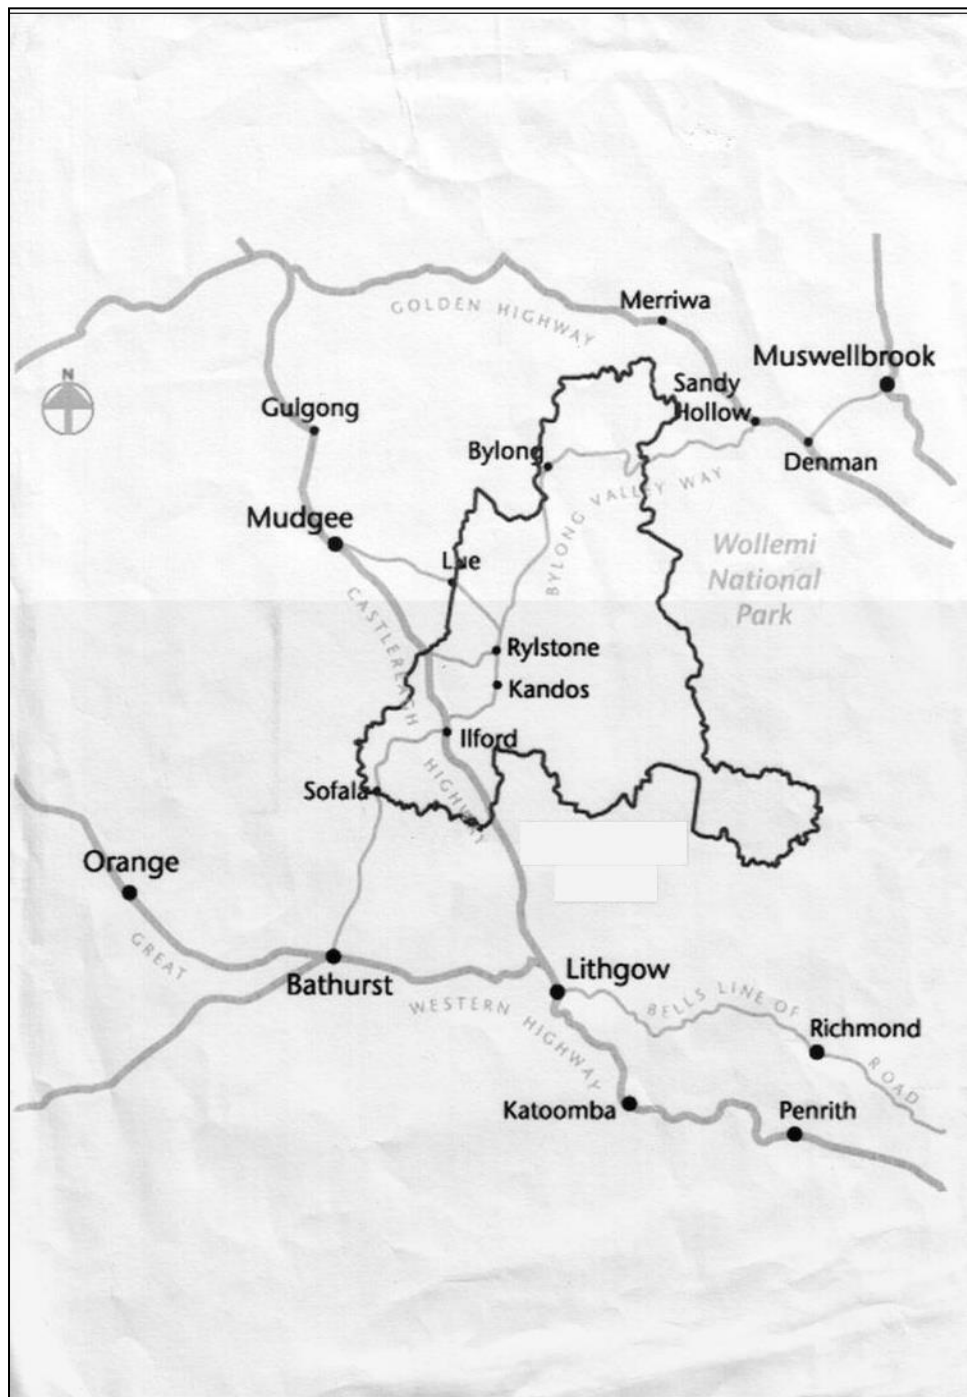 Merriwa
GOLDEN HIGHWAY
Muswellbrook
N
Sandy
Hollow
Gulgong
Bylong
Denman
BYLONG VALLEY WAY
Mudgee
Wollemi
National
Park
Lue
CASTLEREAGH HIGHWAY
Rylstone
Kandos
Ilford
Sofala
Orange
GREAT WESTERN HIGHWAY
Bathurst
Lithgow
BELLS LINE OF ROAD
Richmond
Katoomba
Penrith